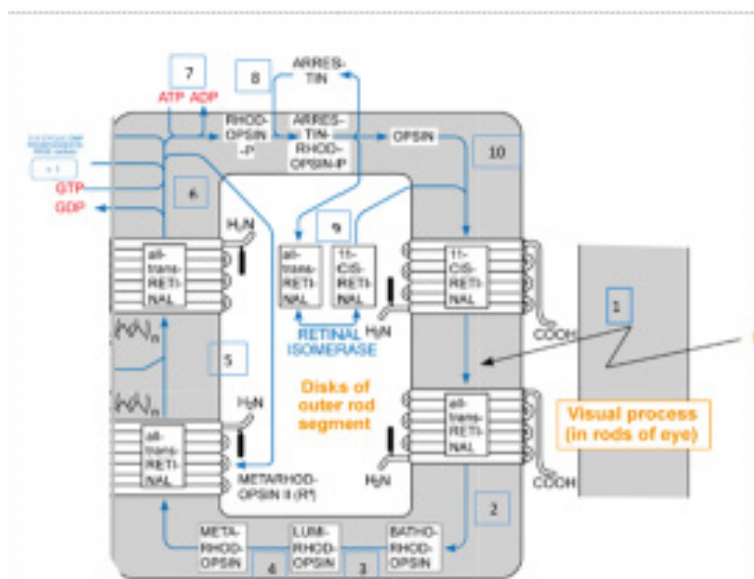 7
8
ARRES-
TIN
ATP ADP
RHOD-
OPSIN
-P
ARRES-
TIN-
RHOD-
OPSIN-P
OPSIN
10
GTP
GDP
6
H₂N
9
all-
trans-
RETI-
NAL
all-
trans-
RETI-
NAL
11-
CIS-
RETI-
NAL
11-
CIS-
RETI-
NAL
H₂N
COOH
RETINAL
ISOMERASE
1
5
Disks of
outer rod
segment
Visual process
(in rods of eye)
H₂N
all-
trans-
RETI-
NAL
all-
trans-
RETI-
NAL
H₂N
COOH
METARHOD-
OPSIN II (R*)
2
META-
RHOD-
OPSIN
LUMI-
RHOD-
OPSIN
BATHO-
RHOD-
OPSIN
4
3